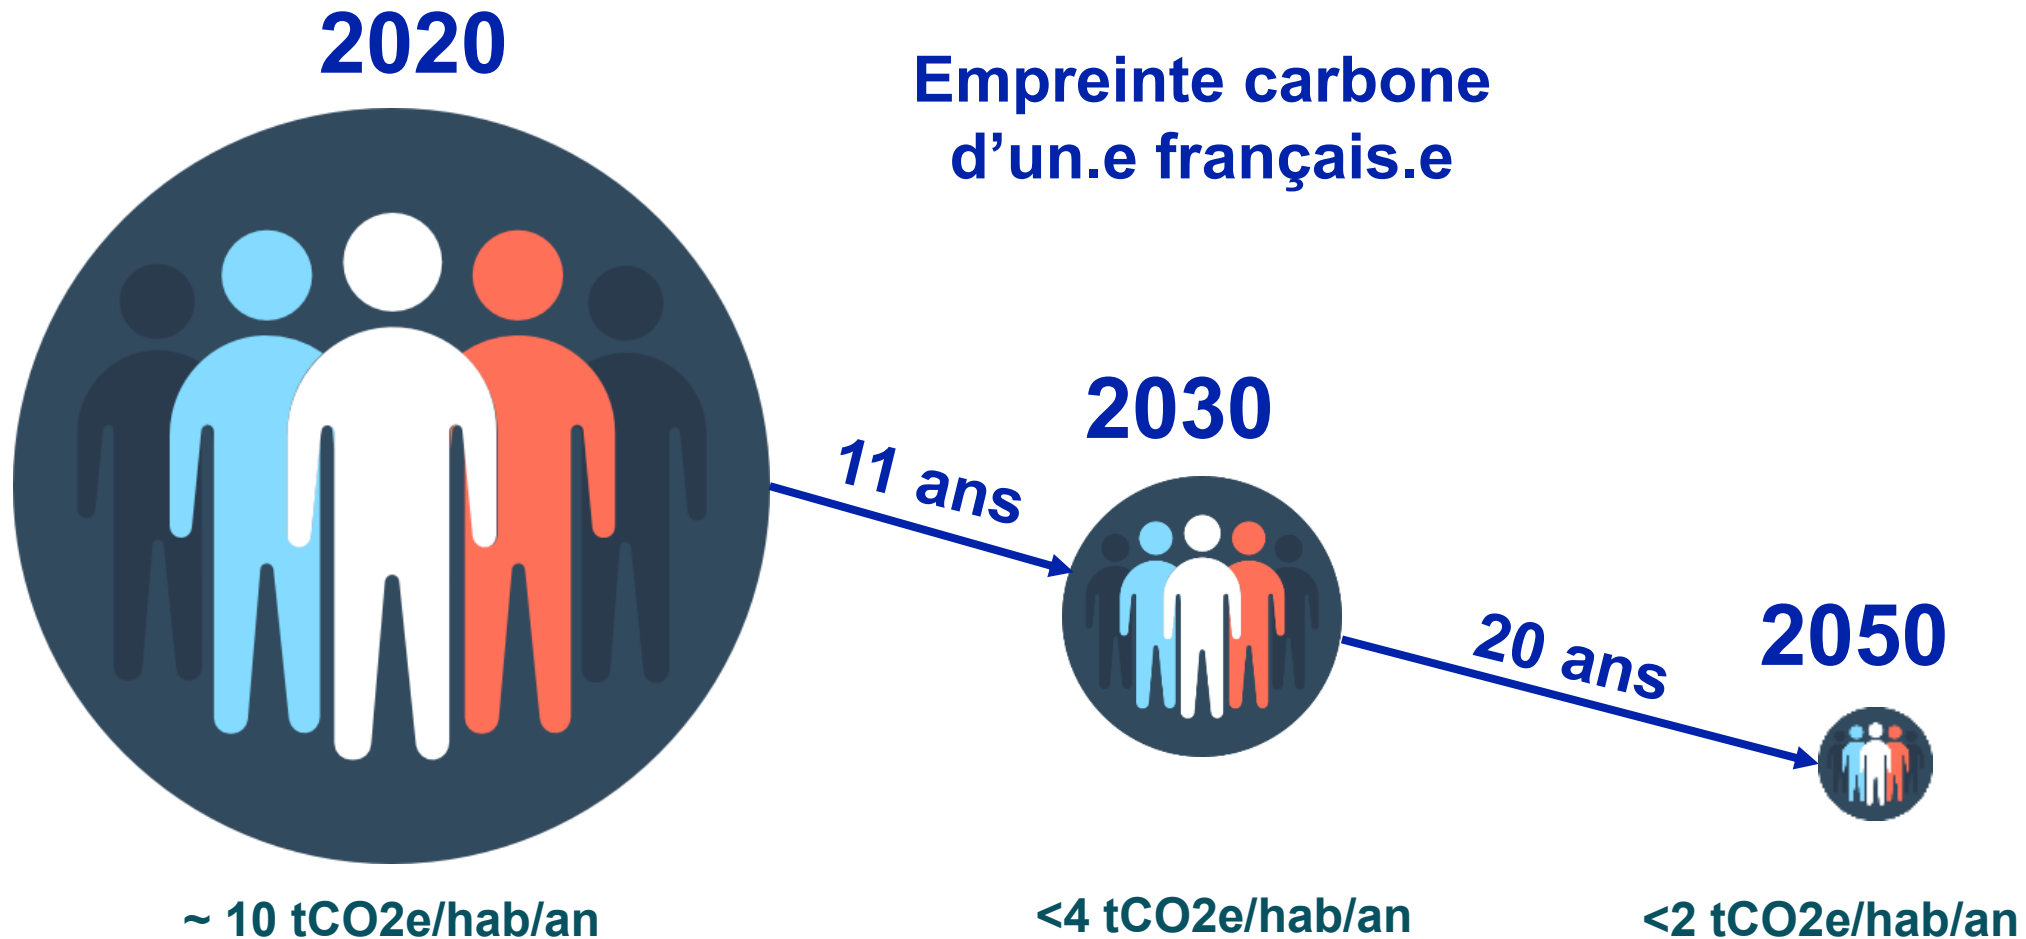 2020
Empreinte carbone
d’un.e français.e
11 ans
2030
20 ans
2050
~ 10 tCO2e/hab/an
<4 tCO2e/hab/an
<2 tCO2e/hab/an